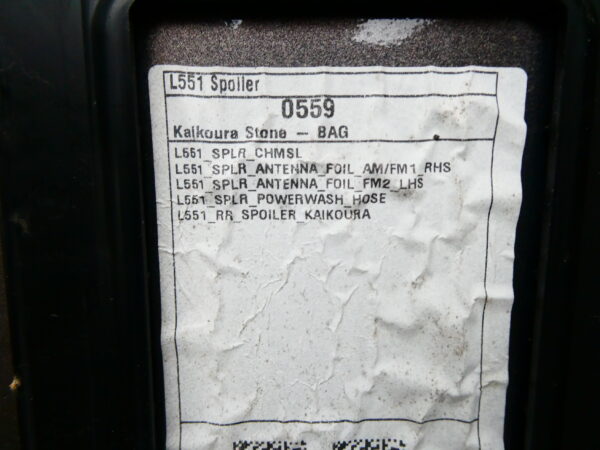 L551 Spoiler
0559
Kaikoura Stone - BAG
L551_SPLR_CHMSL
L551_SPLR_ANTENNA_FOIL_AM/FM1_RHS
L551_SPLR_ANTENNA_FOIL_FM2_LHS
L551_SPLR_POWERWASH_HOSE
L551_RR_SPOILER_KAIKOURA